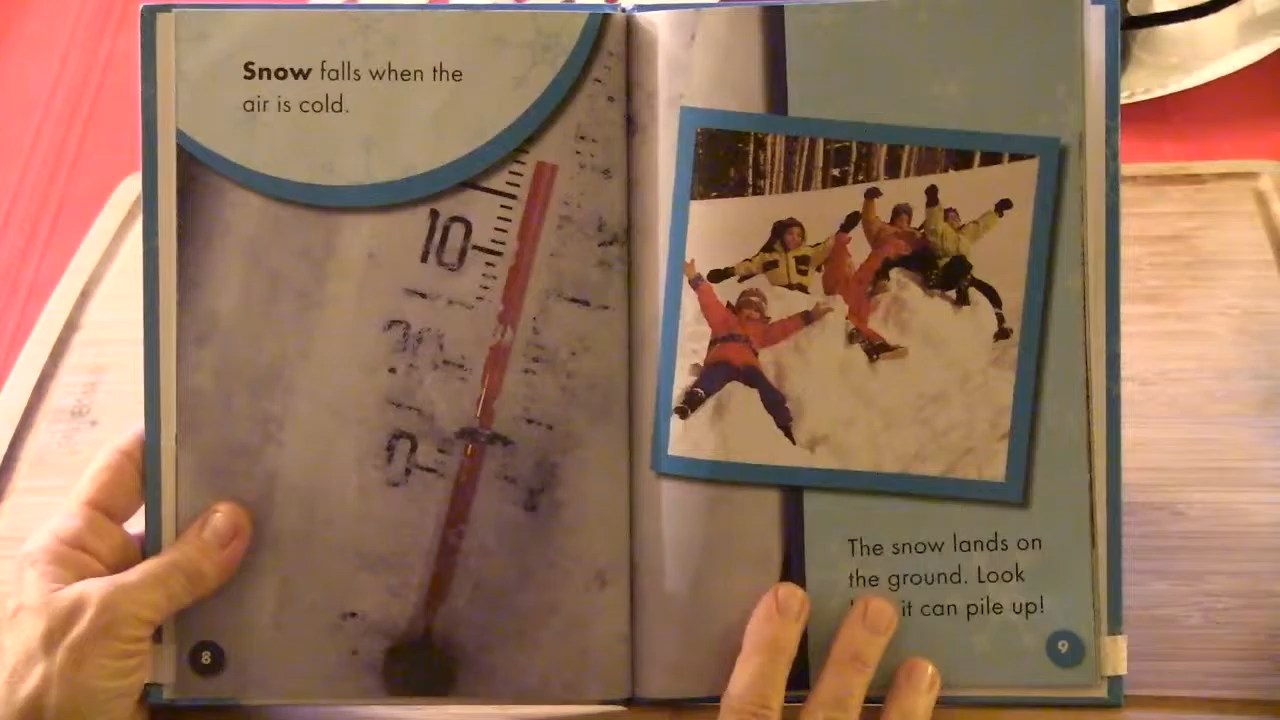 Snow falls when the
air is cold.
10
20
0
8
The snow lands on
the ground. Look
it can pile up!
9